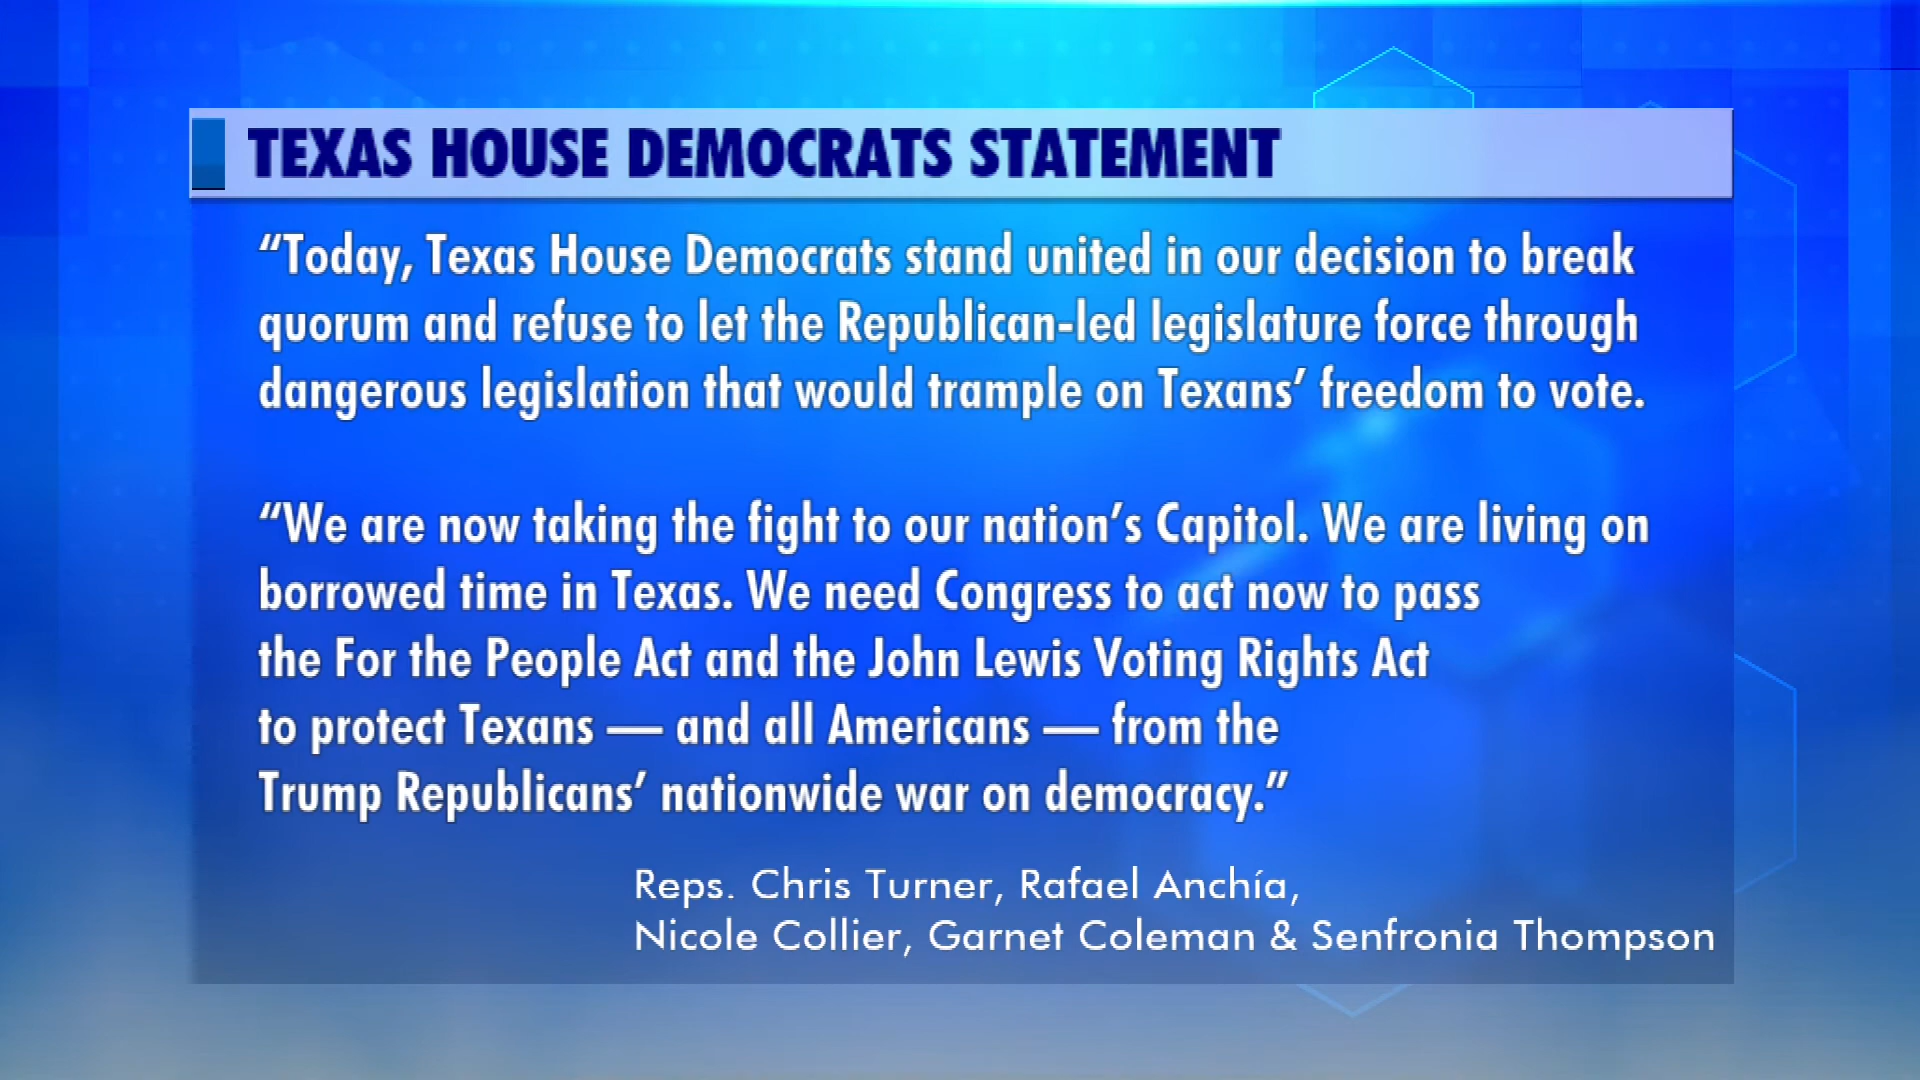 TEXAS HOUSE DEMOCRATS STATEMENT
“Today, Texas House Democrats stand united in our decision to break
quorum and refuse to let the Republican-led legislature force through
dangerous legislation that would trample on Texans’ freedom to vote.
“We are now taking the fight to our nation’s Capitol. We are living on
borrowed time in Texas. We need Congress to act now to pass
the For the People Act and the John Lewis Voting Rights Act
to protect Texans — and all Americans — from the
Trump Republicans’ nationwide war on democracy.”
Reps. Chris Turner, Rafael Anchía,
Nicole Collier, Garnet Coleman & Senfronia Thompson